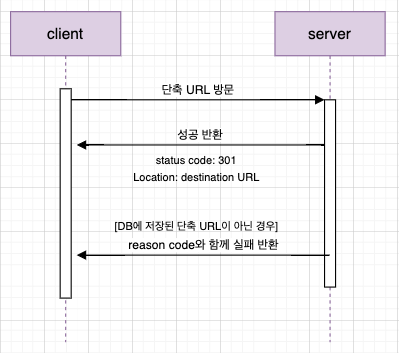 client
server
단축 URL 방문
성공 반환
status code: 301
Location: destination URL
[DB에 저장된 단축 URL이 아닌 경우]
reason code와 함께 실패 반환